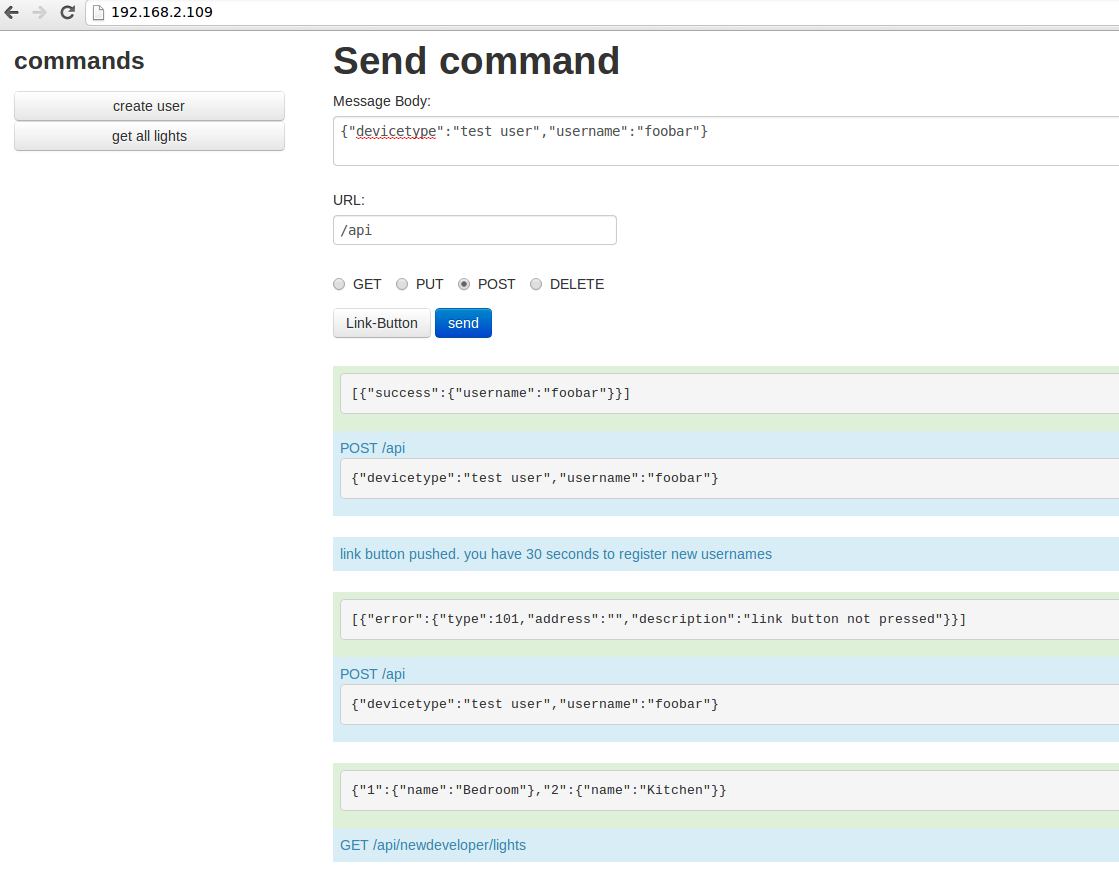 192.168.2.109
commands
create user
get all lights
Send command
Message Body:
{"devicetype":"test user","username":"foobar"}
URL:
/api
GET PUT POST DELETE
Link-Button send
[{"success":{"username":"foobar"}}]
POST /api
{"devicetype":"test user","username":"foobar"}
link button pushed. you have 30 seconds to register new usernames
[{"error":{"type":101,"address":"","description":"link button not pressed"}}]
POST /api
{"devicetype":"test user","username":"foobar"}
{"1":{"name":"Bedroom"},"2":{"name":"Kitchen"}}
GET /api/newdeveloper/lights